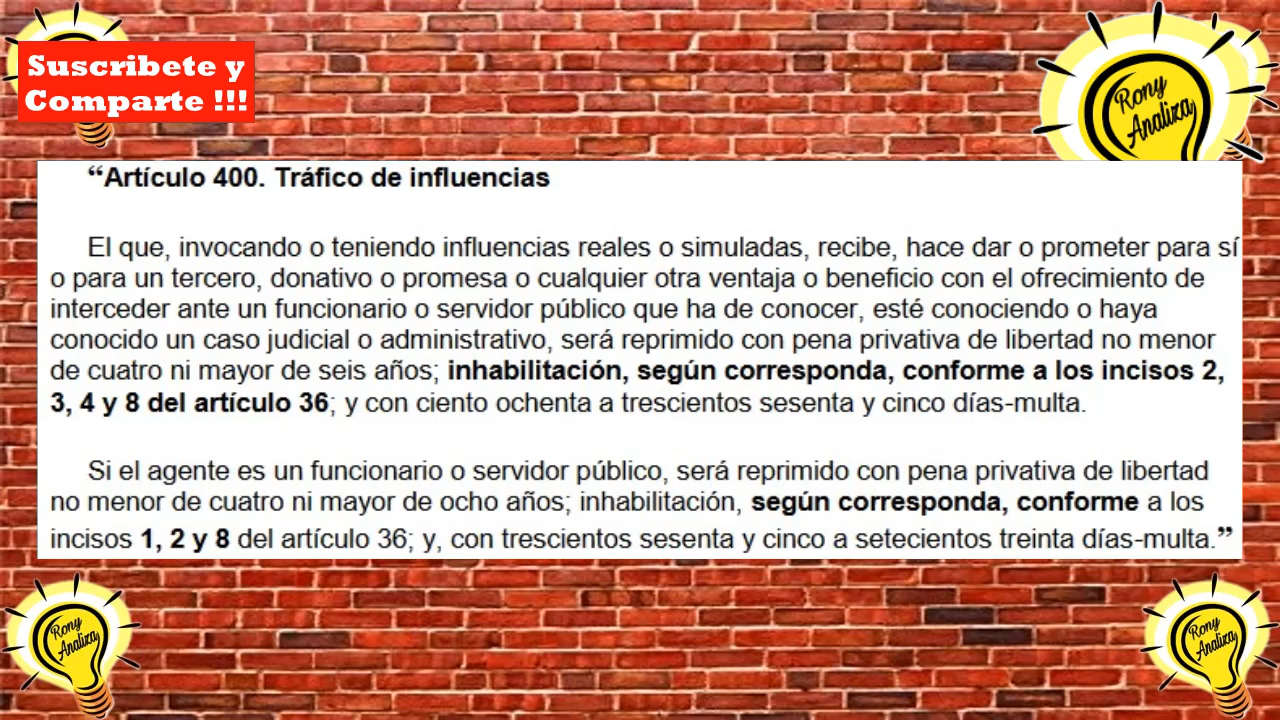 Suscribete y
Comparte !!!
Rony
Analiza
“Artículo 400. Tráfico de influencias
El que, invocando o teniendo influencias reales o simuladas, recibe, hace dar o prometer para sí
o para un tercero, donativo o promesa o cualquier otra ventaja o beneficio con el ofrecimiento de
interceder ante un funcionario o servidor público que ha de conocer, esté conociendo o haya
conocido un caso judicial o administrativo, será reprimido con pena privativa de libertad no menor
de cuatro ni mayor de seis años; inhabilitación, según corresponda, conforme a los incisos 2,
3, 4 y 8 del artículo 36; y con ciento ochenta a trescientos sesenta y cinco días-multa.
Si el agente es un funcionario o servidor público, será reprimido con pena privativa de libertad
no menor de cuatro ni mayor de ocho años; inhabilitación, según corresponda, conforme a los
incisos 1, 2 y 8 del artículo 36; y, con trescientos sesenta y cinco a setecientos treinta días-multa.”
Rony
Analiza
Rony
Analiza